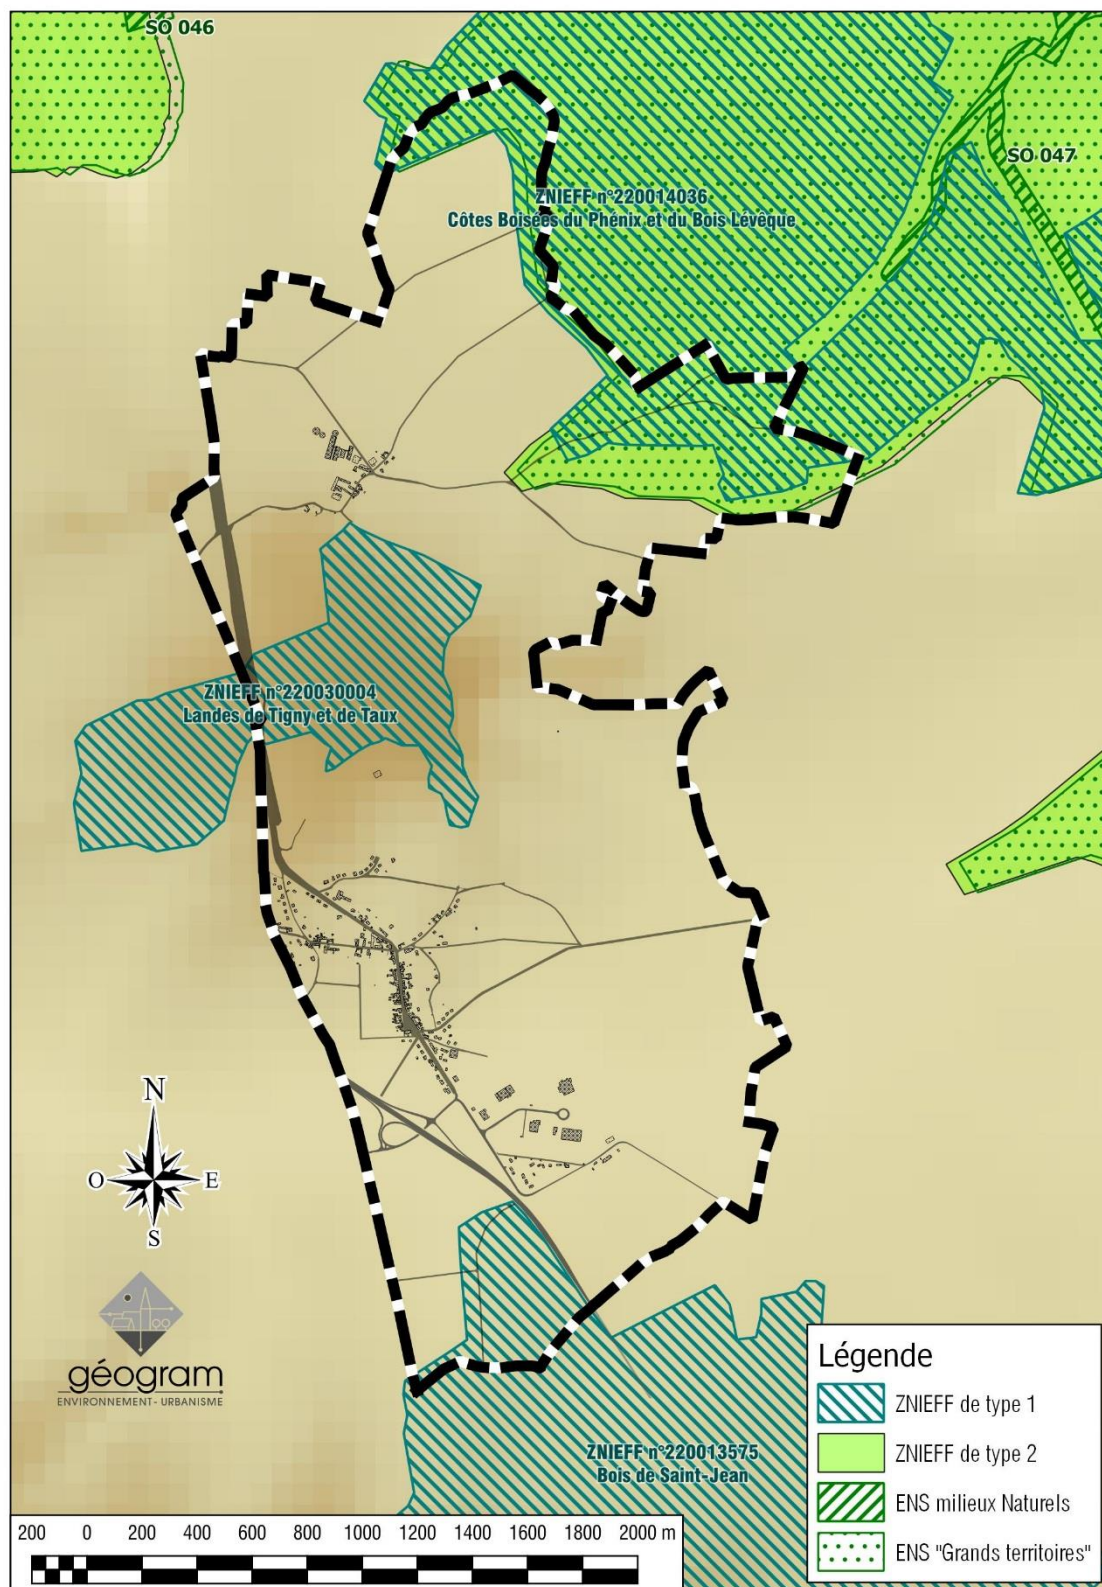 SO 046
SO 047
ZNIEFF n°220014036
Côtes Boisées du Phénix et du Bois Lévêque
ZNIEFF n°220030004
Landes de Tigny et de Taux
N
O
E
S
géogram
ENVIRONNEMENT - URBANISME
ZNIEFF n°220013575
Bois de Saint-Jean
Légende
ZNIEFF de type 1
ZNIEFF de type 2
ENS milieux Naturels
ENS "Grands territoires"
200 0 200 400 600 800 1000 1200 1400 1600 1800 2000 m